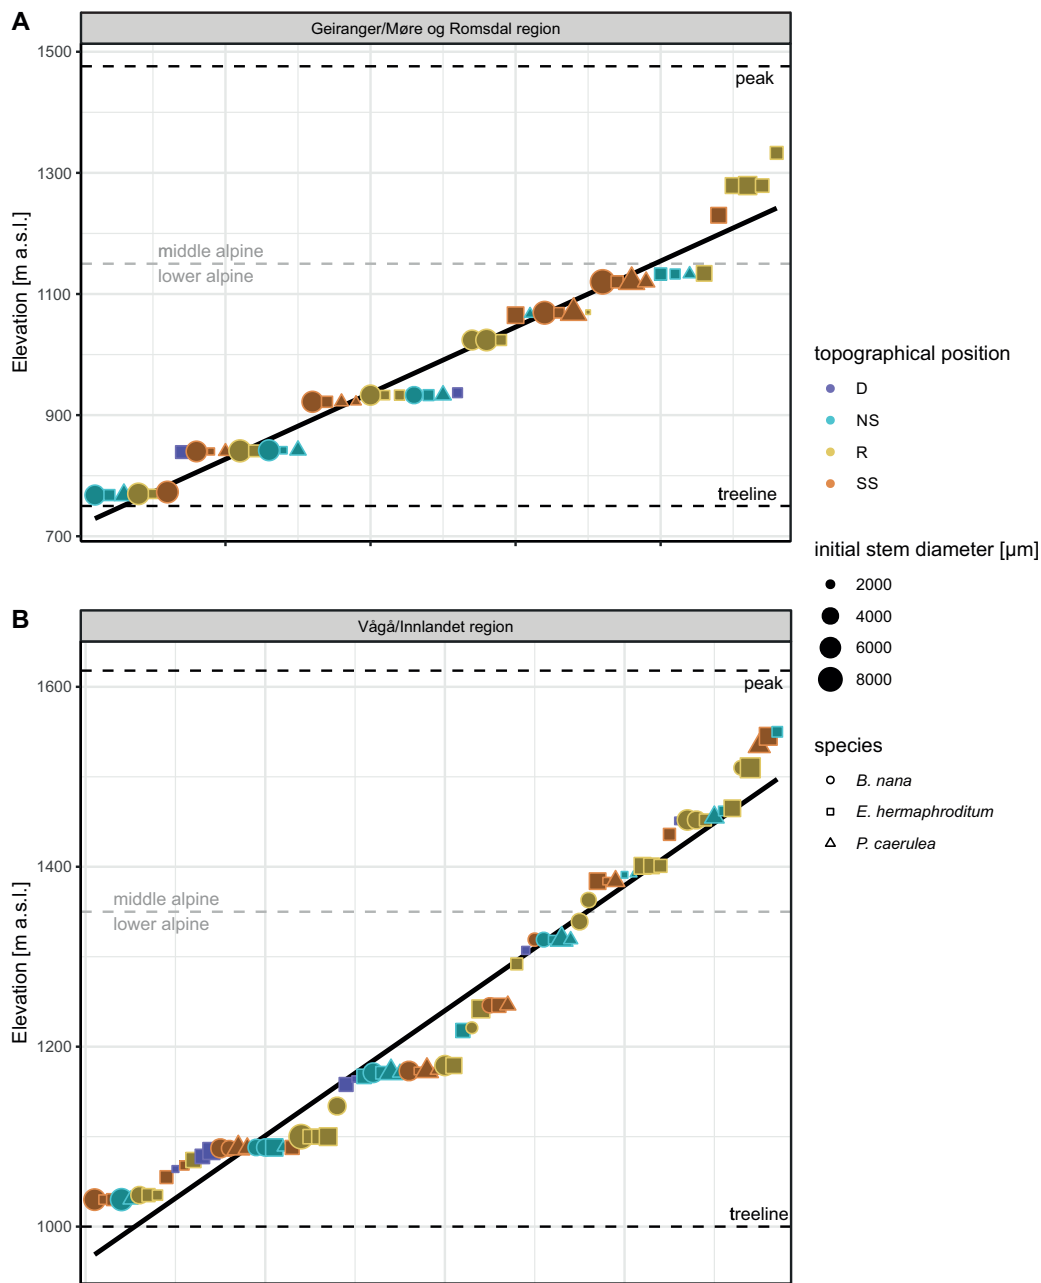 A
Geiranger/Møre og Romsdal region
1500
peak
1300
middle alpine
lower alpine
1100
900
treeline
700
Elevation [m a.s.l.]
topographical position
D
NS
R
SS
initial stem diameter [µm]
2000
4000
6000
8000
species
B. nana
E. hermaphroditum
P. caerulea
B
Vågå/Innlandet region
peak
1600
1400
middle alpine
lower alpine
1200
treeline
1000
Elevation [m a.s.l.]